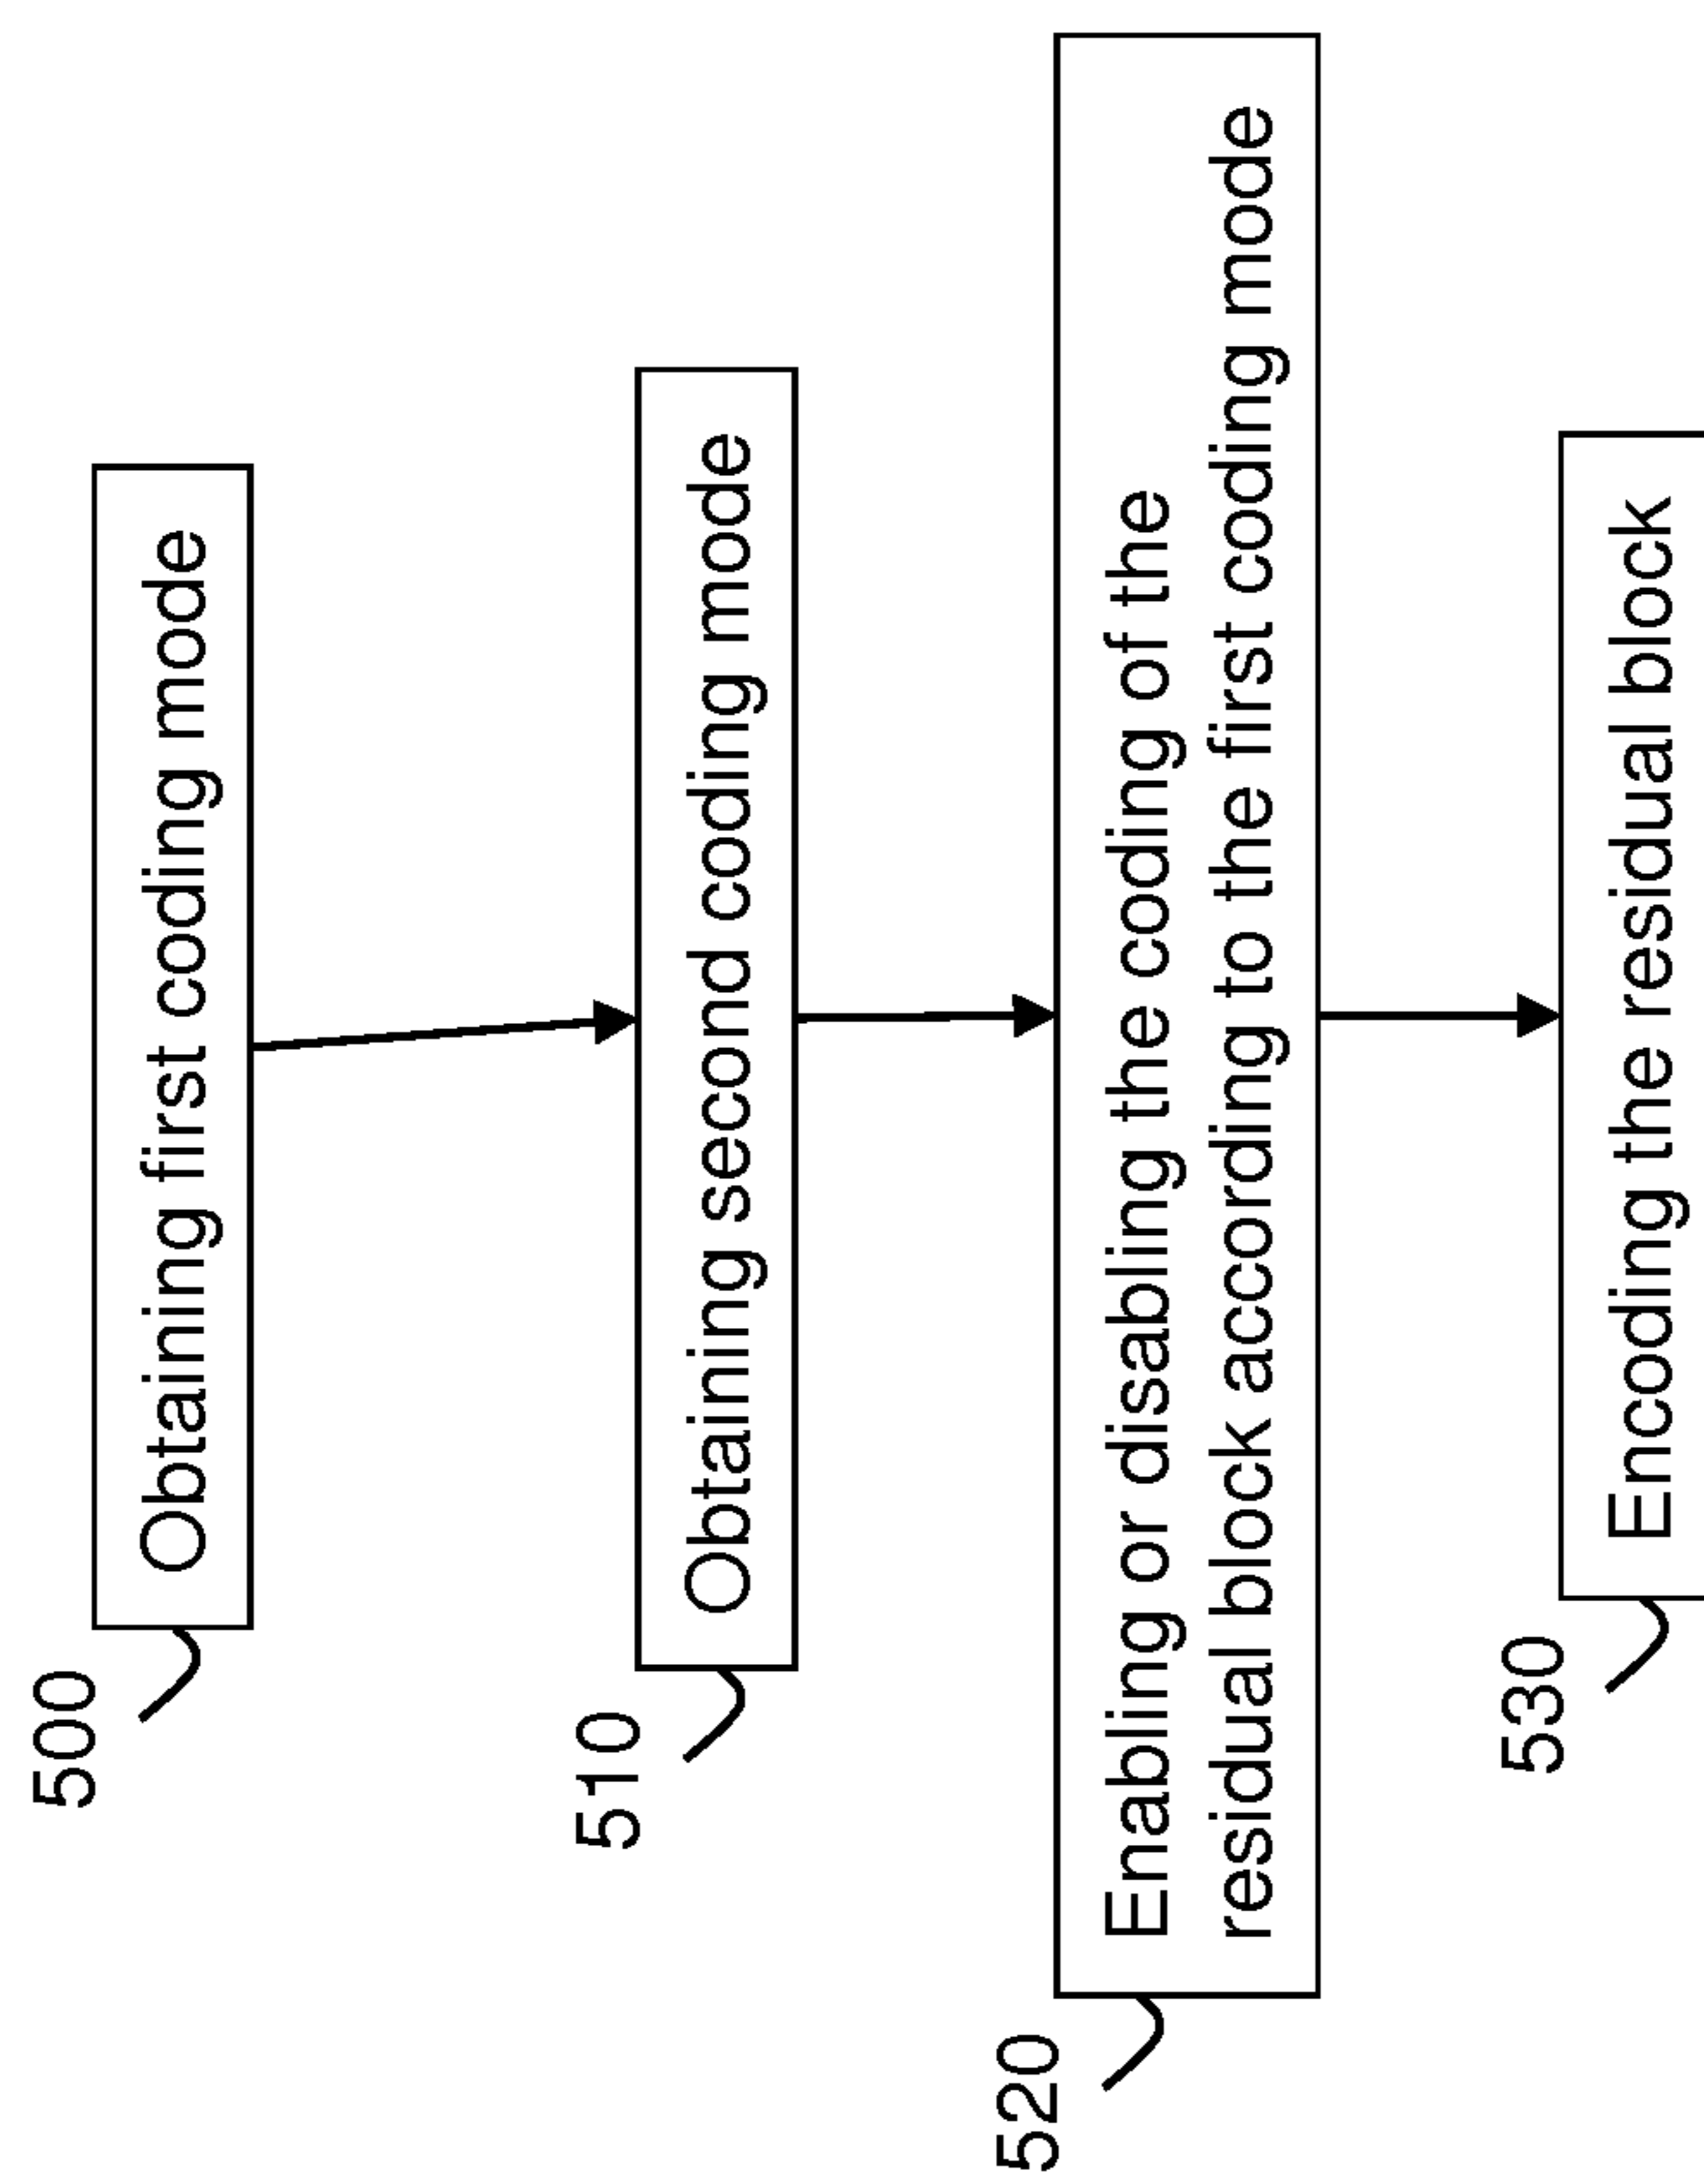 500
Obtaining first coding mode
510
Obtaining second coding mode
520
Enabling or disabling the coding of the
residual block according to the first coding mode
530
Encoding the residual block